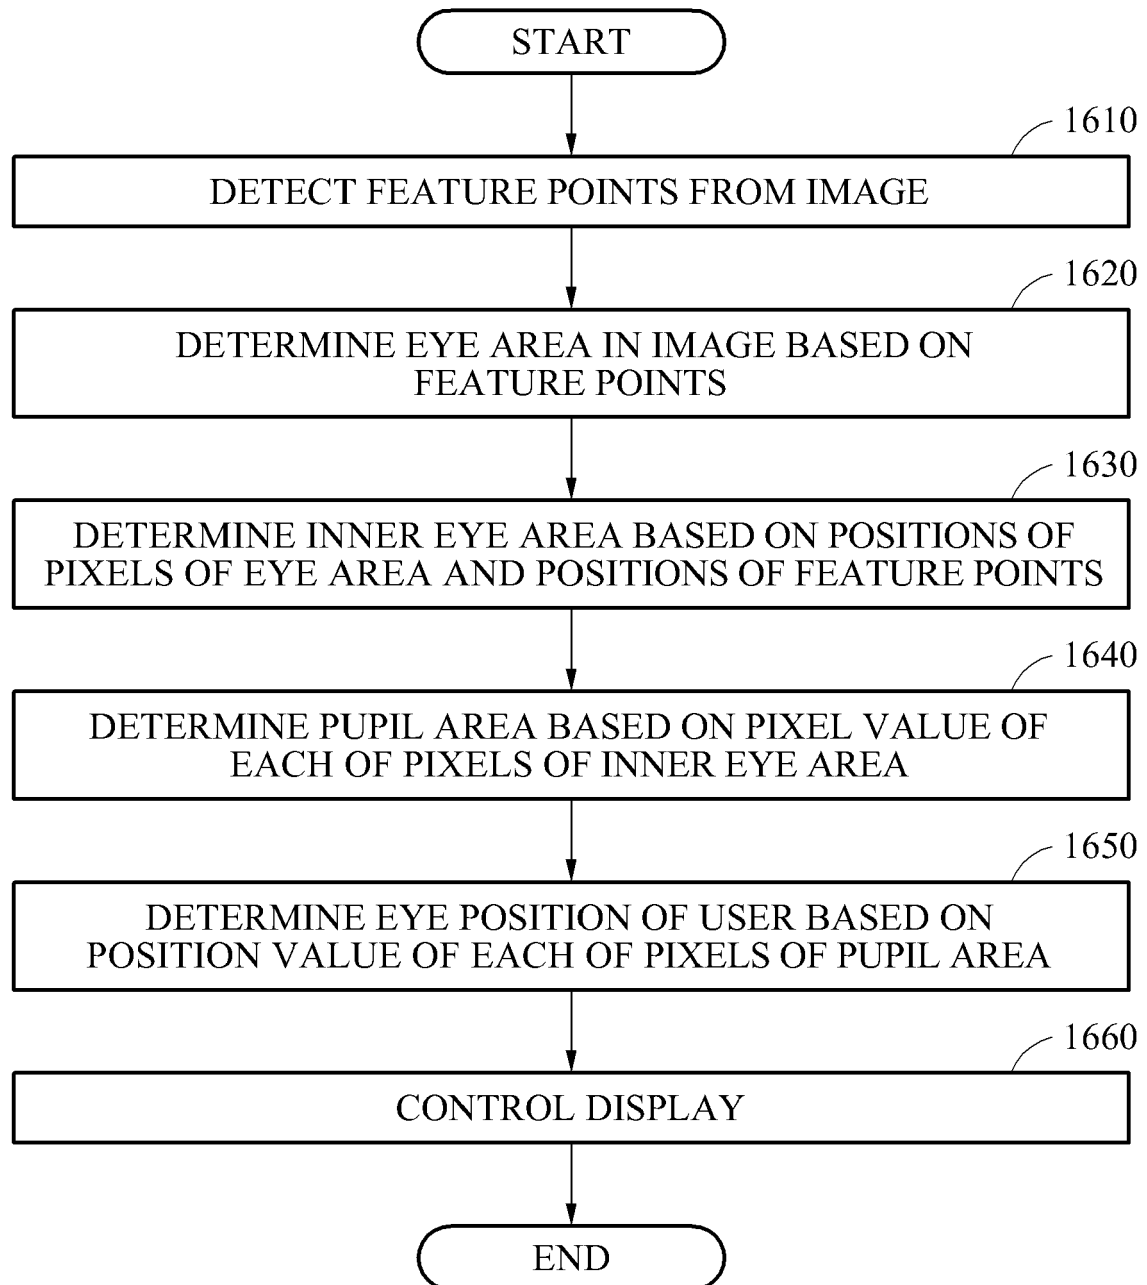 START
1610
DETECT FEATURE POINTS FROM IMAGE
1620
DETERMINE EYE AREA IN IMAGE BASED ON
FEATURE POINTS
1630
DETERMINE INNER EYE AREA BASED ON POSITIONS OF
PIXELS OF EYE AREA AND POSITIONS OF FEATURE POINTS
1640
DETERMINE PUPIL AREA BASED ON PIXEL VALUE OF
EACH OF PIXELS OF INNER EYE AREA
1650
DETERMINE EYE POSITION OF USER BASED ON
POSITION VALUE OF EACH OF PIXELS OF PUPIL AREA
1660
CONTROL DISPLAY
END